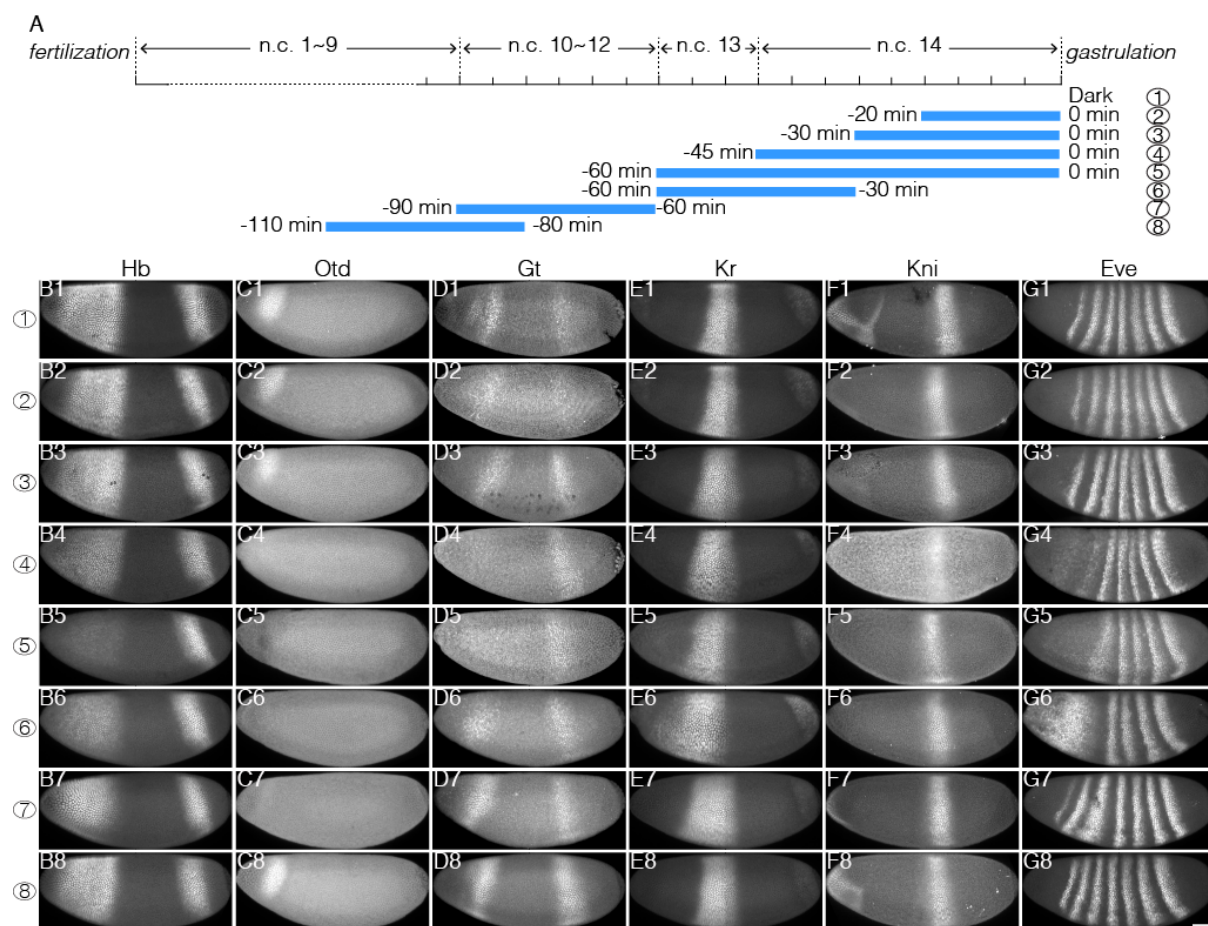 A
fertilization n.c. 1~9 n.c. 10~12 n.c. 13 n.c. 14 gastrulation
Dark ①
-20 min 0 min ②
-30 min 0 min ③
-45 min 0 min ④
-60 min 0 min ⑤
-60 min -30 min ⑥
-90 min -60 min ⑦
-110 min -80 min ⑧
Hb Otd Gt Kr Kni Eve
① B1 C1 D1 E1 F1 G1
② B2 C2 D2 E2 F2 G2
③ B3 C3 D3 E3 F3 G3
④ B4 C4 D4 E4 F4 G4
⑤ B5 C5 D5 E5 F5 G5
⑥ B6 C6 D6 E6 F6 G6
⑦ B7 C7 D7 E7 F7 G7
⑧ B8 C8 D8 E8 F8 G8